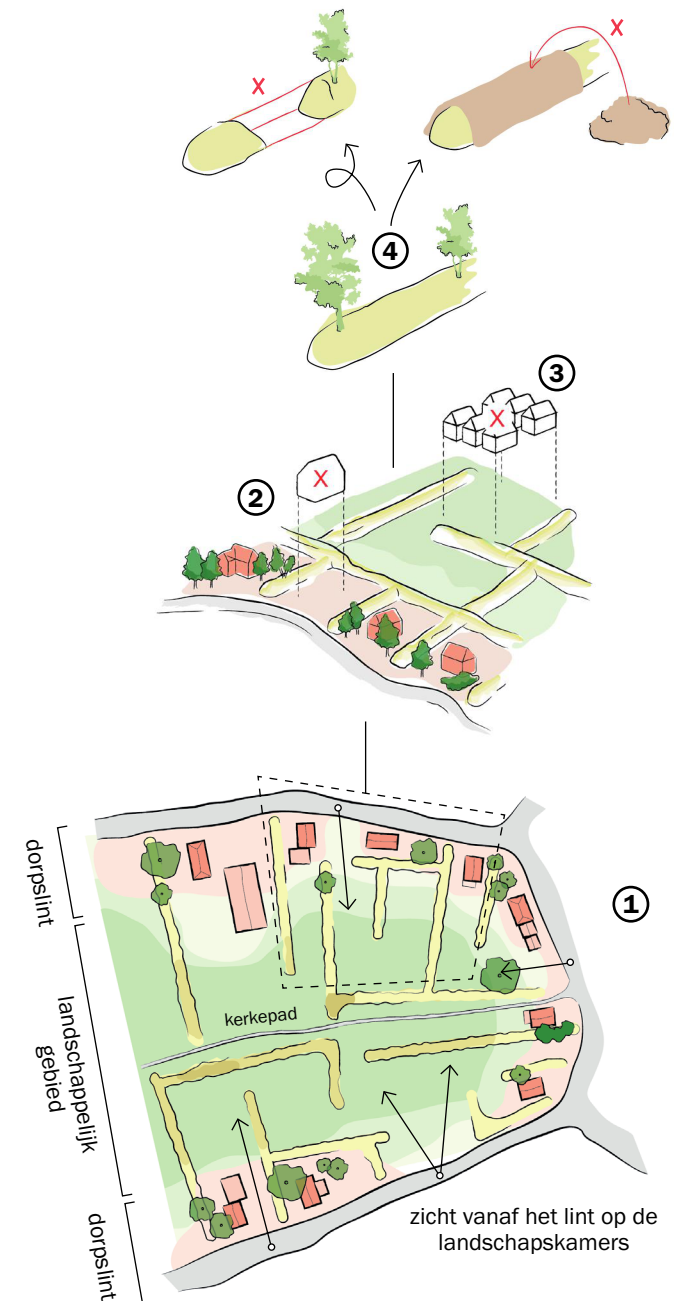 X
X
4
3
X
2
X
dorpslint
1
landschappelijk
gebied
kerkepad
dorpslint
zicht vanaf het lint op de
landschapskamers